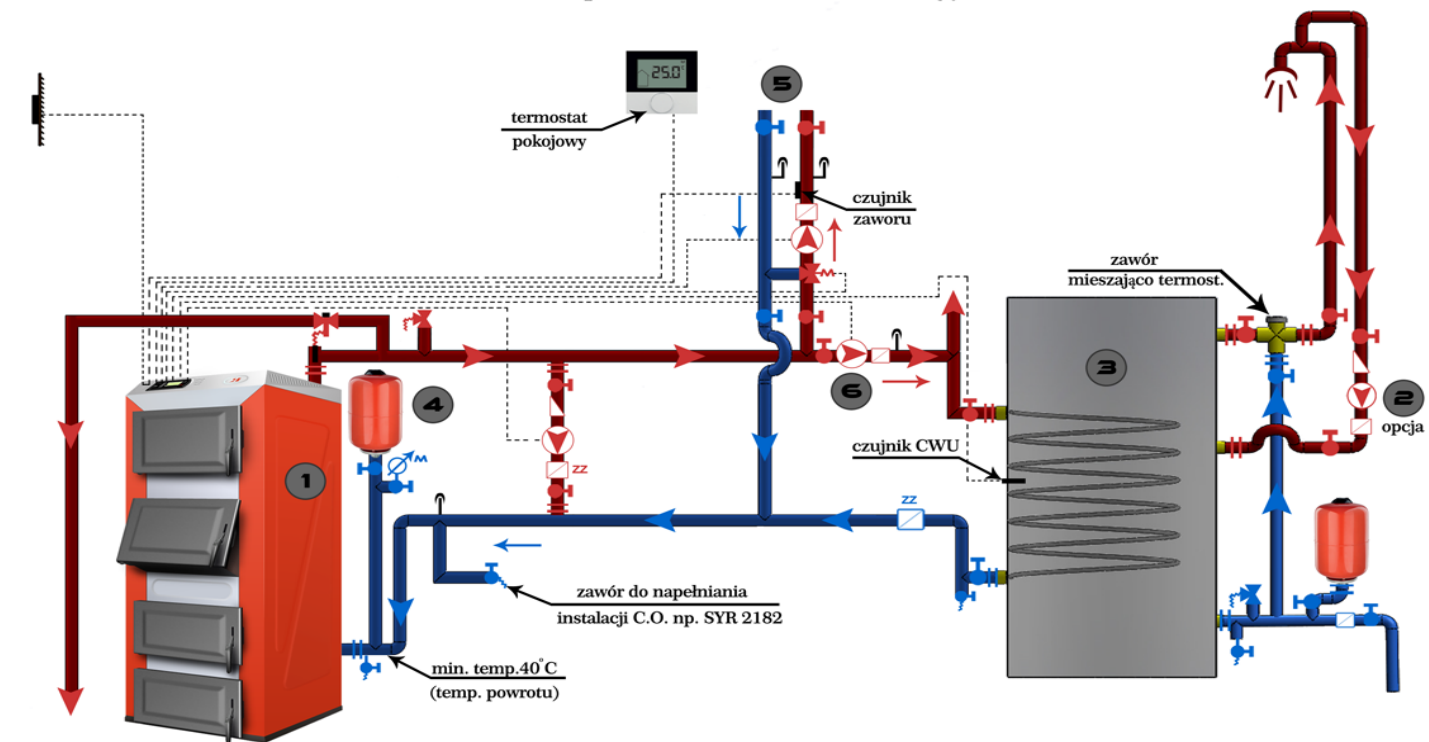 25.0
5
termostat
pokojowy
czujnik
zaworu
zawór
mieszająco termost.
3
4
6
2
opcja
czujnik CWU
1
zz
zz
zawór do napełniania
instalacji C.O. np. SYR 2182
min. temp.40°C
(temp. powrotu)